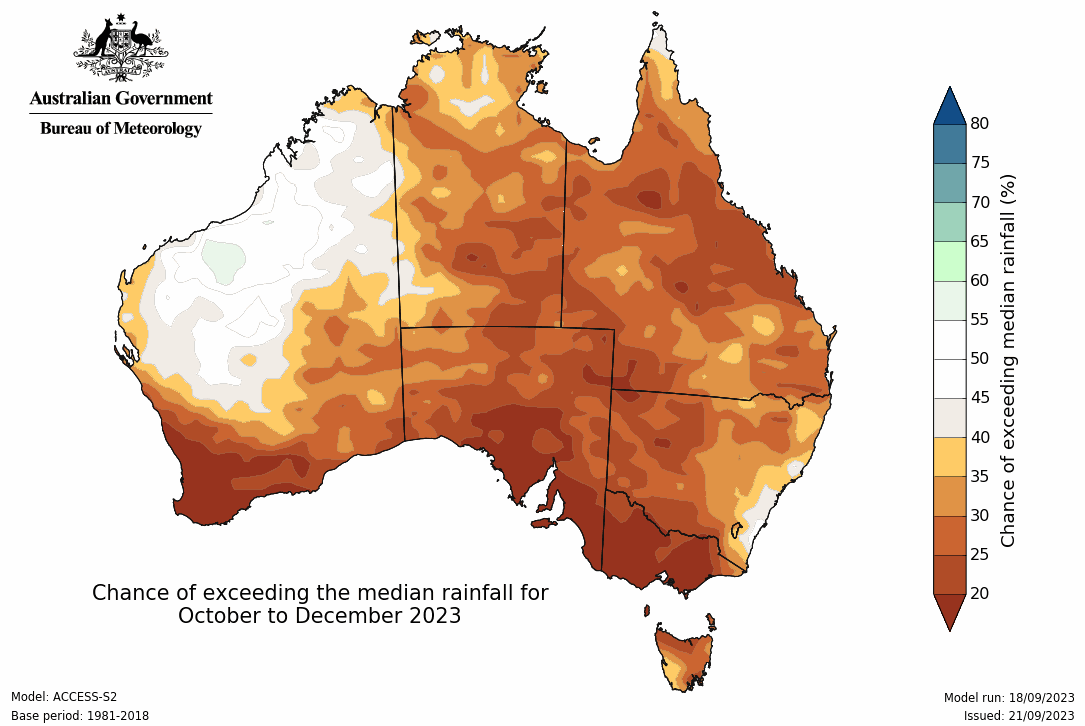 AUSTRALIA
Australian Government
Bureau of Meteorology
80
75
70
65
60
55
50
45
40
35
30
25
20
Chance of exceeding median rainfall (%)
Chance of exceeding the median rainfall for
October to December 2023
Model: ACCESS-S2
Base period: 1981-2018
Model run: 18/09/2023
Issued: 21/09/2023